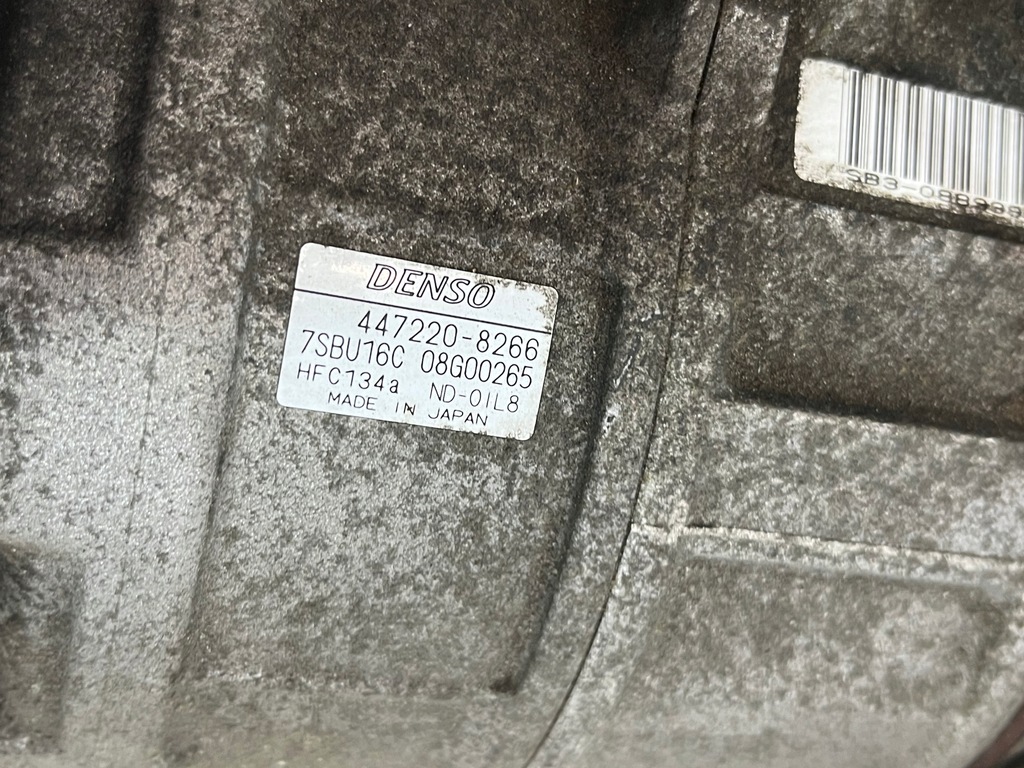 DENSO
447220-8266
7SBU16C 08G00265
HFC134a ND-OIL8
MADE IN JAPAN